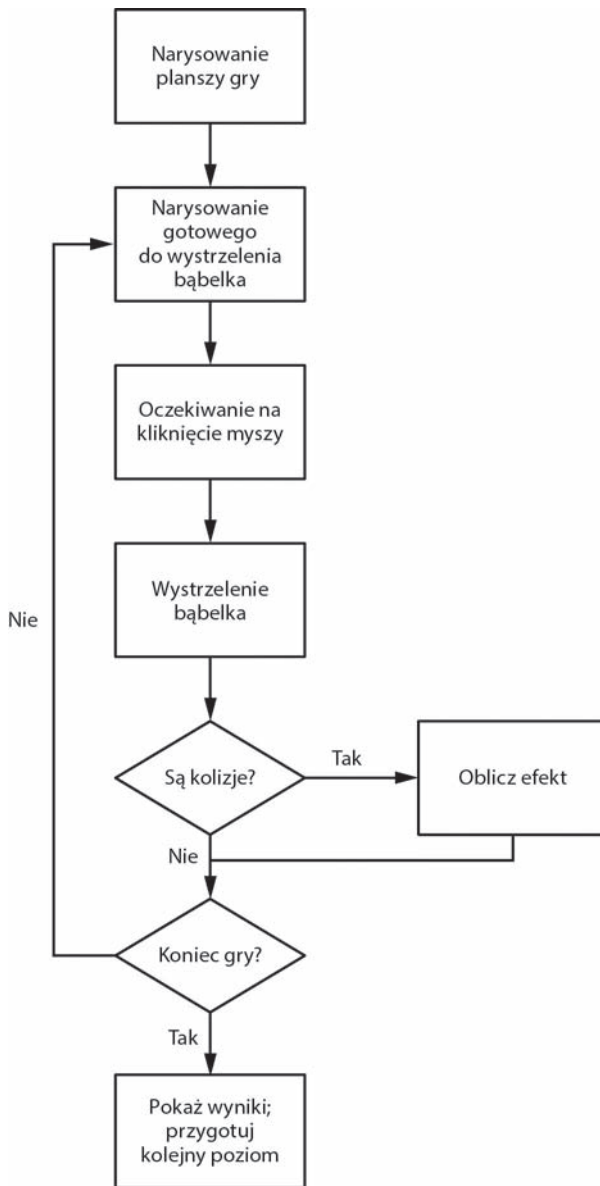 Narysowanie
planszy gry
Narysowanie
gotowego
do wystrzelenia
bąbelka
Oczekiwanie na
kliknięcie myszy
Wystrzelenie
bąbelka
Nie
Są kolizje?
Tak
Oblicz efekt
Nie
Koniec gry?
Tak
Pokaż wyniki;
przygotuj
kolejny poziom